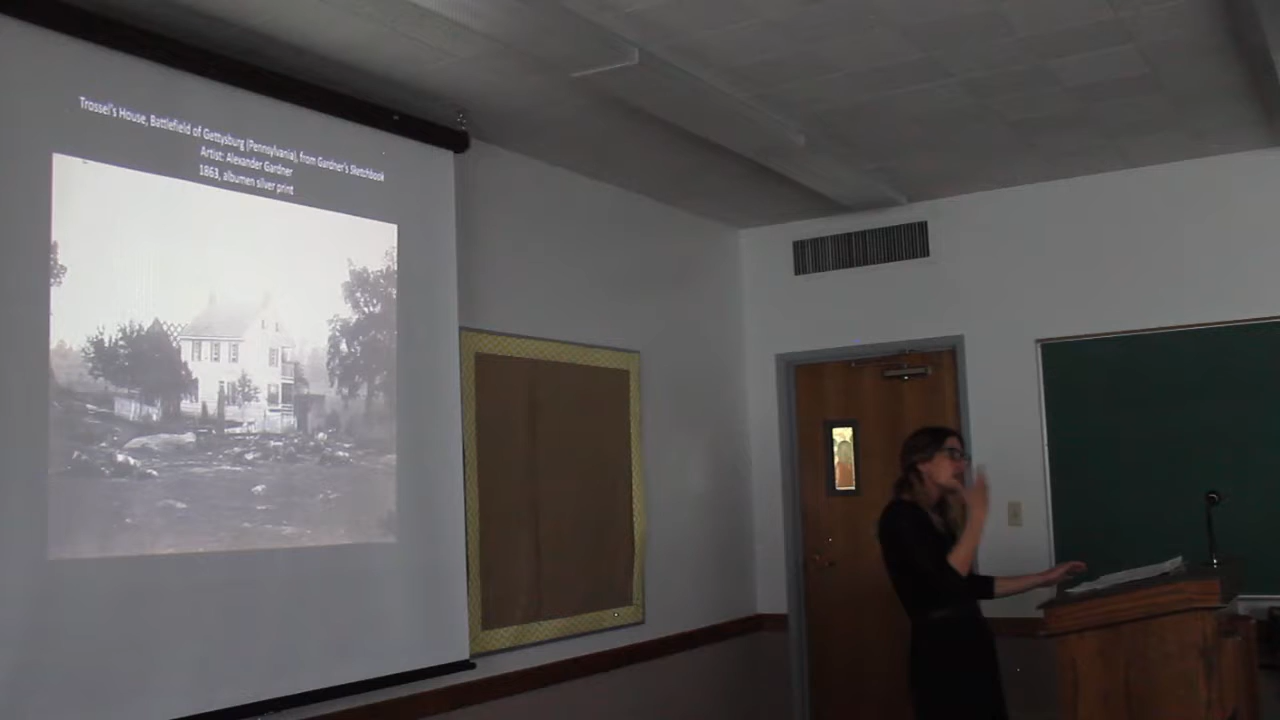 Trossel's House, Battlefield of Gettysburg (Pennsylvania), from Gardner's Sketchbook
Artist: Alexander Gardner
1863, albumen silver print